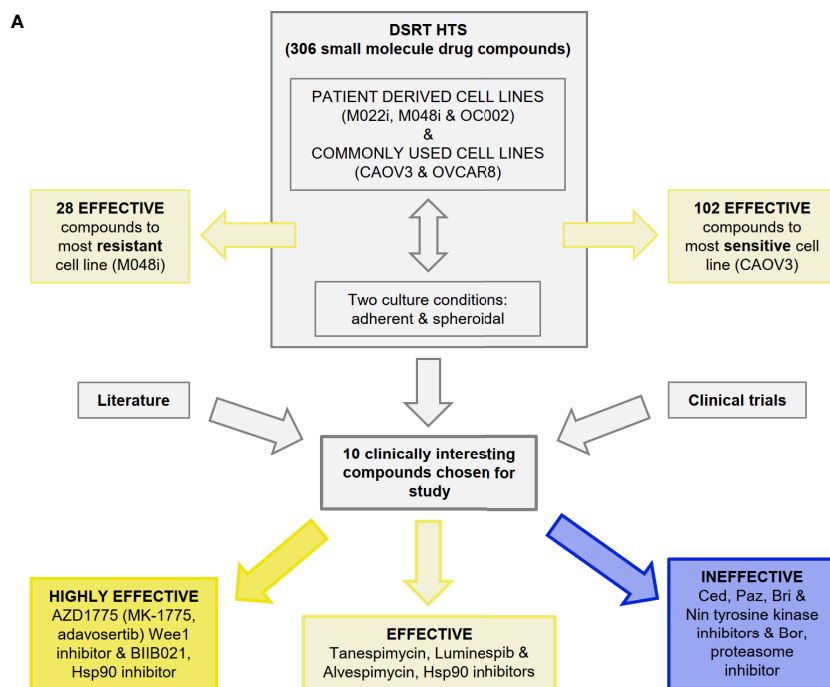 A
DSRT HTS
(306 small molecule drug compounds)
PATIENT DERIVED CELL LINES
(M022i, M048i & OC002)
&
COMMONLY USED CELL LINES
(CAOV3 & OVCAR8)
28 EFFECTIVE
compounds to
most resistant
cell line (M048i)
102 EFFECTIVE
compounds to
most sensitive cell
line (CAOV3)
Two culture conditions:
adherent & spheroidal
Literature
Clinical trials
10 clinically interesting
compounds chosen for
study
HIGHLY EFFECTIVE
AZD1775 (MK-1775,
adavosertib) Wee1
inhibitor & BIIB021,
Hsp90 inhibitor
EFFECTIVE
Tanespimycin, Luminespib &
Alvespimycin, Hsp90 inhibitors
INEFFECTIVE
Ced, Paz, Bri &
Nin tyrosine kinase
inhibitors & Bor,
proteasome
inhibitor